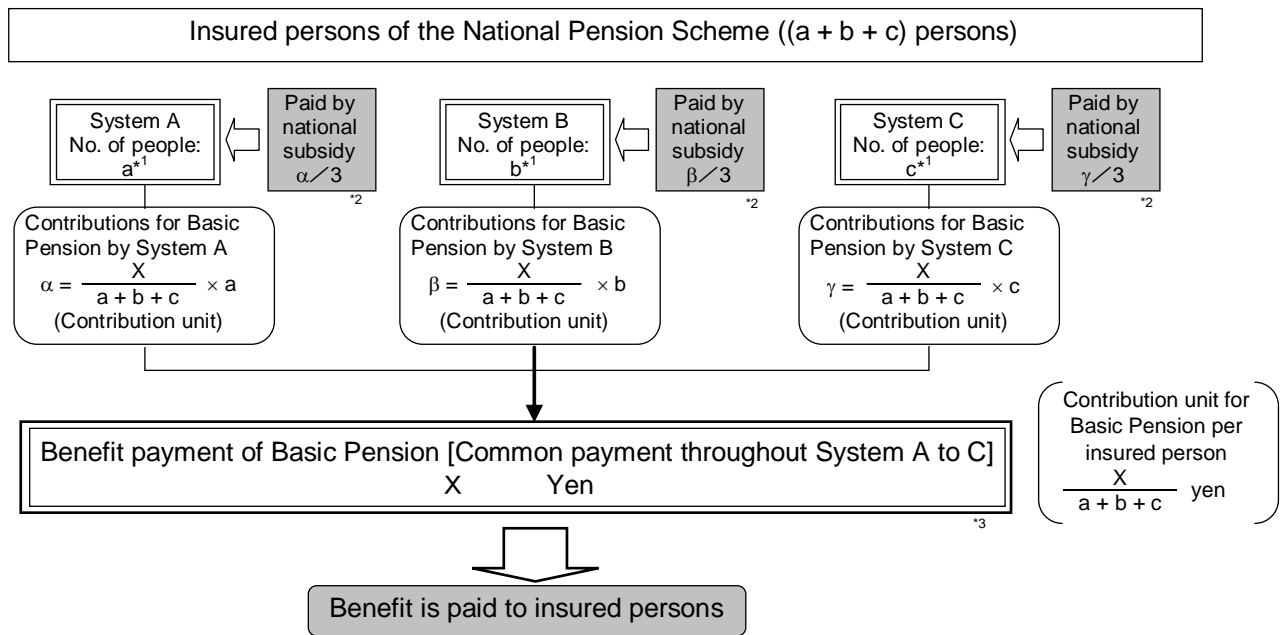 Insured persons of the National Pension Scheme ((a + b + c) persons)
System A
No. of people:
a*1
Paid by
national
subsidy
α／3
*2
System B
No. of people:
b*1
Paid by
national
subsidy
β／3
*2
System C
No. of people:
c*1
Paid by
national
subsidy
γ／3
*2
Contributions for Basic
Pension by System A
α = X / a + b + c × a
(Contribution unit)
Contributions for Basic
Pension by System B
β = X / a + b + c × b
(Contribution unit)
Contributions for Basic
Pension by System C
γ = X / a + b + c × c
(Contribution unit)
Benefit payment of Basic Pension [Common payment throughout System A to C]
X Yen
*3
Contribution unit for
Basic Pension per
insured person
X / a + b + c yen
Benefit is paid to insured persons